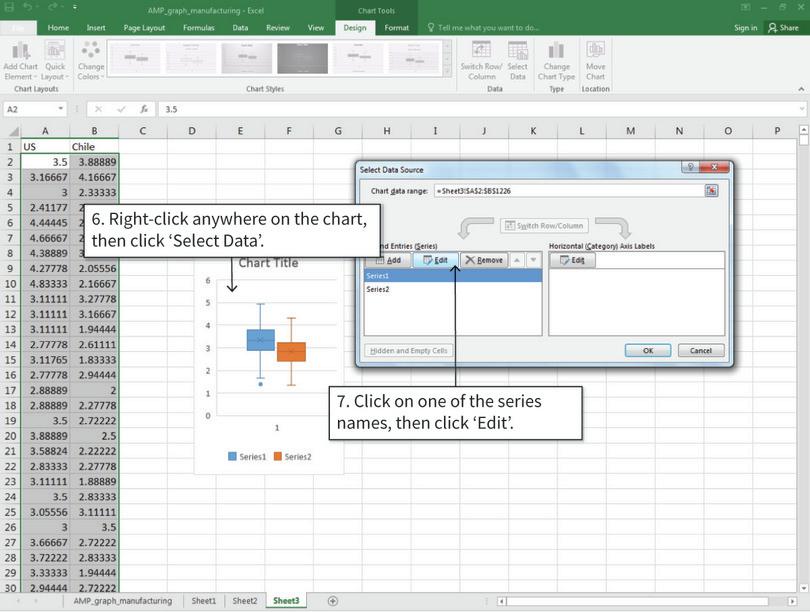 AMP_graph_manufacturing - Excel
Chart Tools
File Home Insert Page Layout Formulas Data Review View Design Format Tell me what you want to do... Sign in Share
Add Chart Element Quick Layout Change Colors Switch Row/ Column Select Data Change Chart Type Move Chart
Chart Layouts Chart Styles Data Type Location
A2 fx 3.5
A B C D E F G H I J K L M N O P
1 US Chile
2 3.5 3.88889
3 3.16667 4.16667
4 3 2.33333
5 2.41177 2
6 4.44445
7 4.66667
8 4.38889
9 4.27778 2.05556
10 4.83333 2.16667
11 3.11111 3.27778
12 3.11111 3.16667
13 3.11111 1.94444
14 2.77778 2.61111
15 3.11765 1.83333
16 2.77778 2.94444
17 2.88889 2
18 2.88889 2.27778
19 3.5 2.72222
20 3.88889 2.5
21 3.58824 2.22222
22 2.83333 2.27778
23 3.11111 1.88889
24 3.5 2.83333
25 3.05556 3.11111
26 3 3.5
27 3.66667 2.72222
28 3.72222 2.83333
29 3.33333 1.94444
30 2.94444 2.72222
6. Right-click anywhere on the chart,
then click ‘Select Data’.
Chart Title
6
5
4
3
2
1
0
1
Series1 Series2
Select Data Source
Chart data range: =Sheet3!$A$2:$B$1226
Switch Row/Column
nd Entries (Series) Horizontal (Category) Axis Labels
Add Edit Remove Edit
Series1
Series2
Hidden and Empty Cells OK Cancel
7. Click on one of the series
names, then click ‘Edit’.
AMP_graph_manufacturing Sheet1 Sheet2 Sheet3